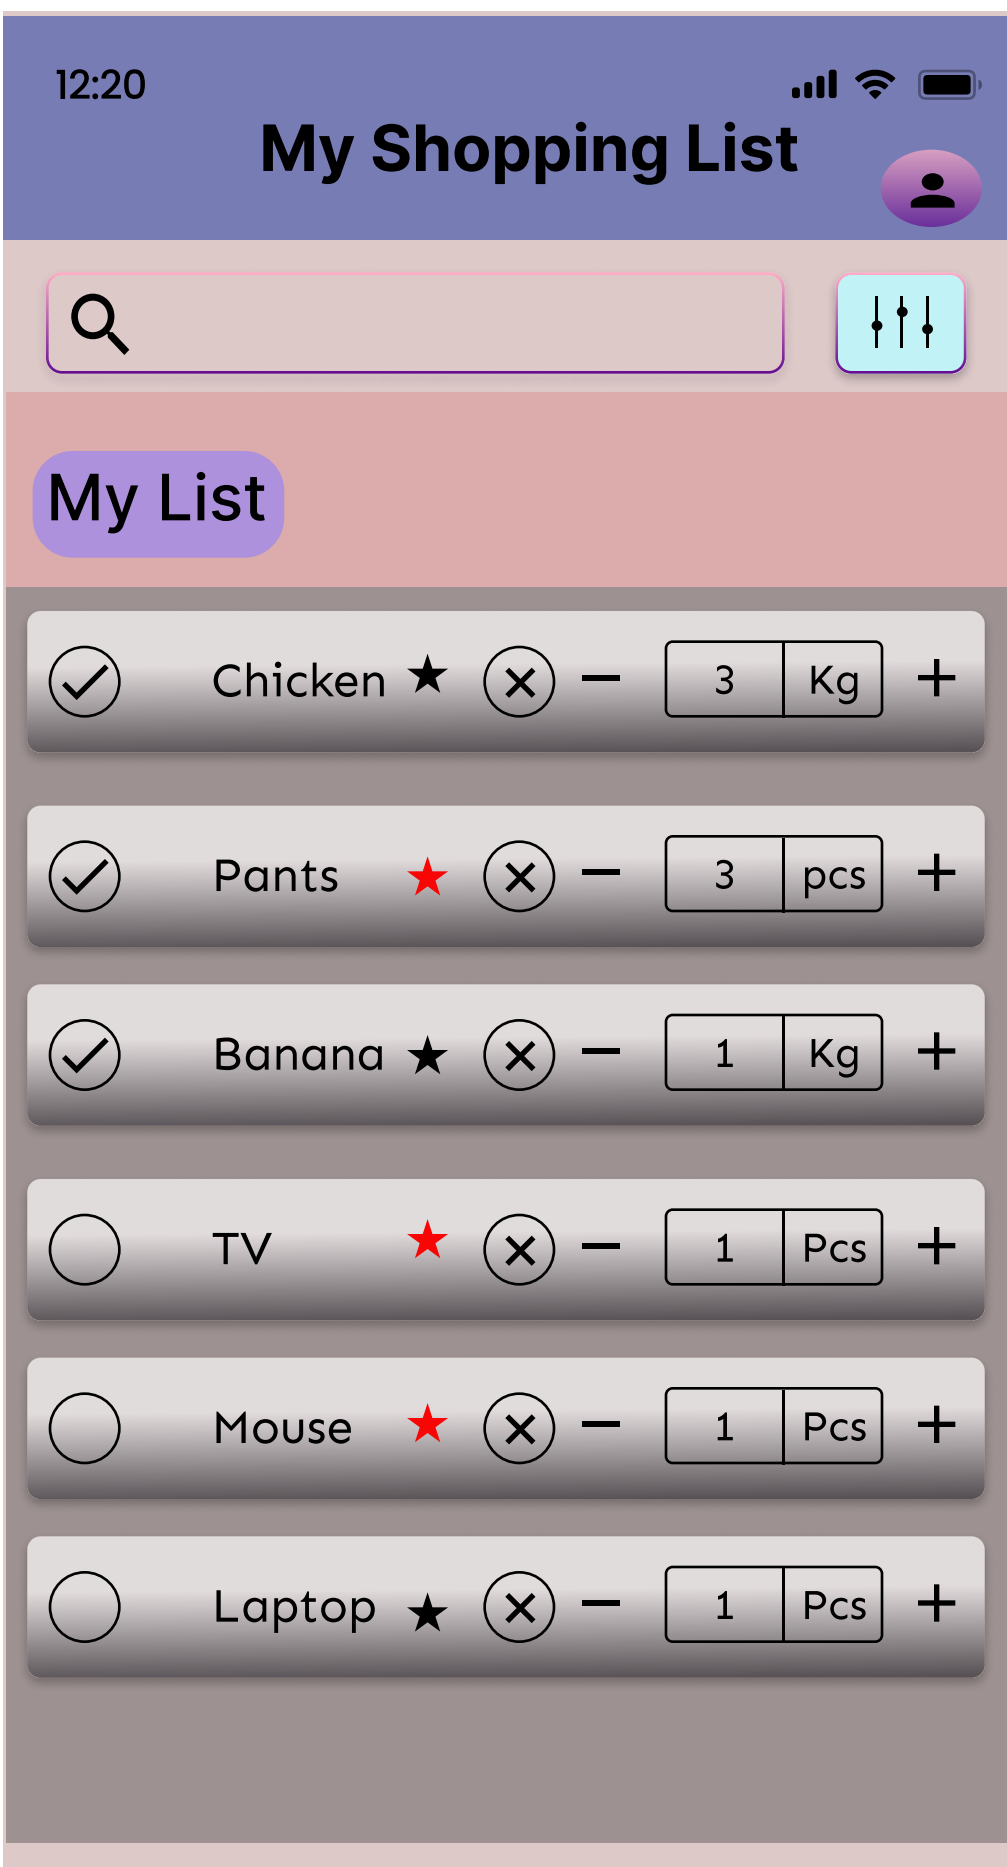 12:20
My Shopping List
My List
Chicken 3 Kg
Pants 3 pcs
Banana 1 Kg
TV 1 Pcs
Mouse 1 Pcs
Laptop 1 Pcs